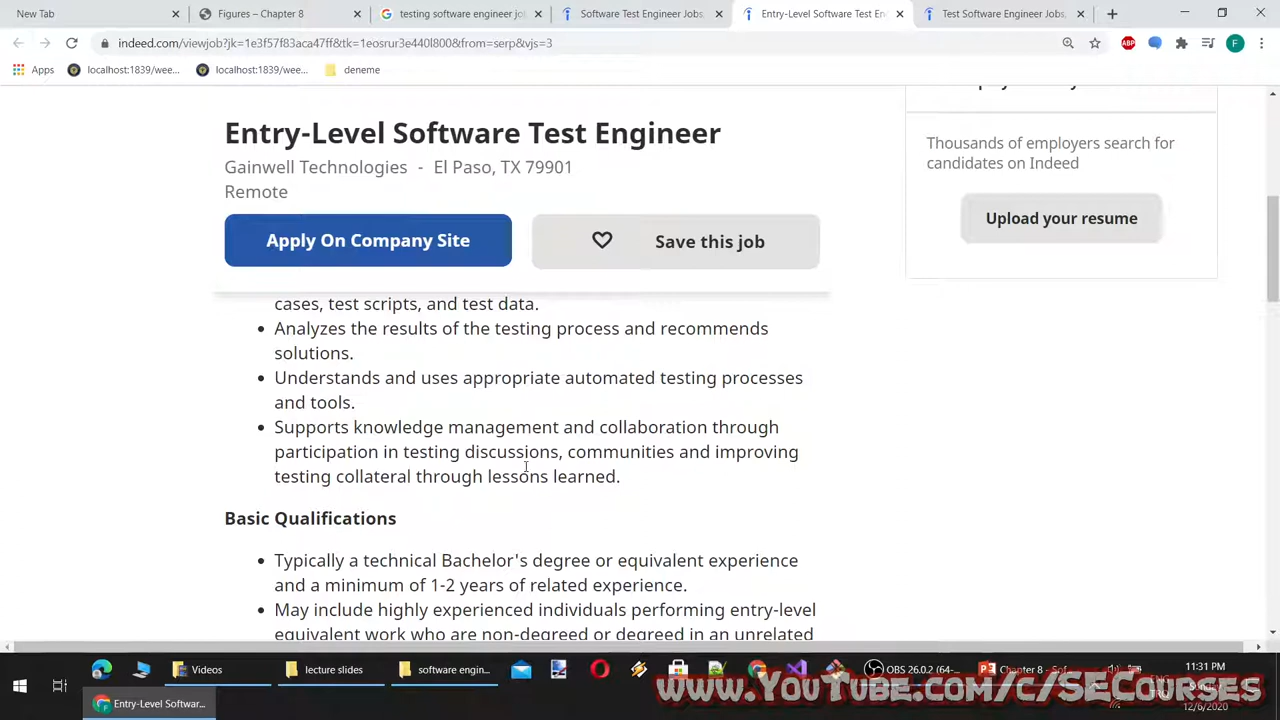 New Tab
Figures – Chapter 8
testing software engineer jo
Software Test Engineer Jobs,
Entry-Level Software Test En
Test Software Engineer Jobs,
indeed.com/viewjob?jk=1e3f57f83aca47ff&tk=1eosrur3e440l800&from=serp&vjs=3
ABP
F
Apps
localhost:1839/wee...
localhost:1839/wee...
deneme
Entry-Level Software Test Engineer
Gainwell Technologies - El Paso, TX 79901
Remote
Apply On Company Site
Save this job
Thousands of employers search for
candidates on Indeed
Upload your resume
cases, test scripts, and test data.
• Analyzes the results of the testing process and recommends
solutions.
• Understands and uses appropriate automated testing processes
and tools.
• Supports knowledge management and collaboration through
participation in testing discussions, communities and improving
testing collateral through lessons learned.
Basic Qualifications
• Typically a technical Bachelor's degree or equivalent experience
and a minimum of 1-2 years of related experience.
• May include highly experienced individuals performing entry-level
equivalent work who are non-degreed or degreed in an unrelated
Videos
lecture slides
software engin...
OBS 26.0.2 (64-...
Chapter 8 - Sof...
ENG
11:31 PM
Sunday
12/6/2020
Entry-Level Softwar...
www.YouTube.com/c/SECourses